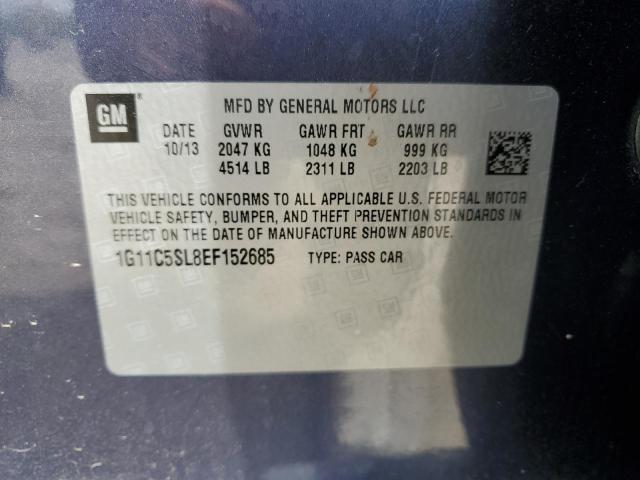 GM
MFD BY GENERAL MOTORS LLC
DATE GVWR GAWR FRT GAWR RR
10/13 2047 KG 1048 KG 999 KG
4514 LB 2311 LB 2203 LB
THIS VEHICLE CONFORMS TO ALL APPLICABLE U.S. FEDERAL MOTOR
VEHICLE SAFETY, BUMPER, AND THEFT PREVENTION STANDARDS IN
EFFECT ON THE DATE OF MANUFACTURE SHOWN ABOVE.
1G11C5SL8EF152685 TYPE: PASS CAR